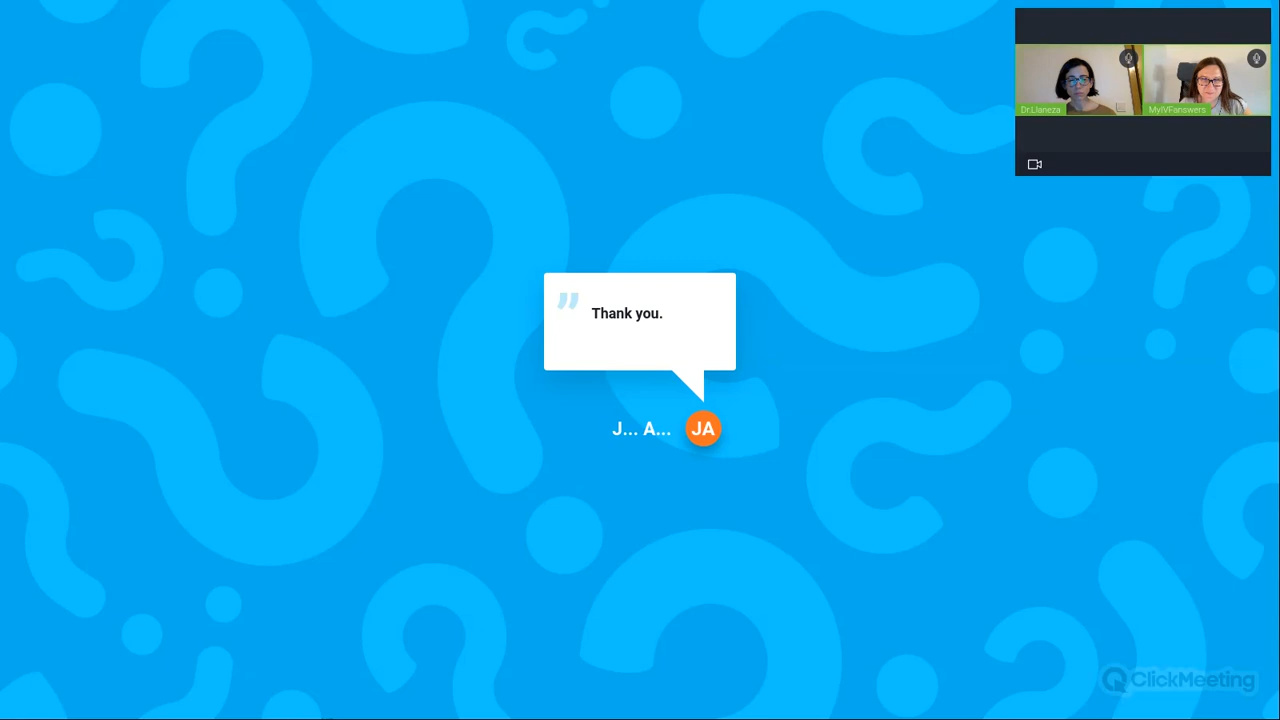 Dr.Llaneza
MyIVFanswers
Thank you.
J... A...
JA
ClickMeeting